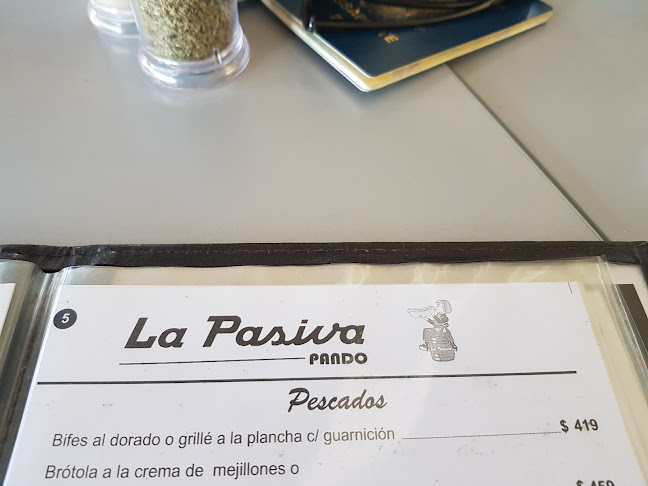 5
La Pasiva
PANDO
Pescados
Bifes al dorado o grillé a la plancha c/ guarnición $ 419
Brótola a la crema de mejillones o